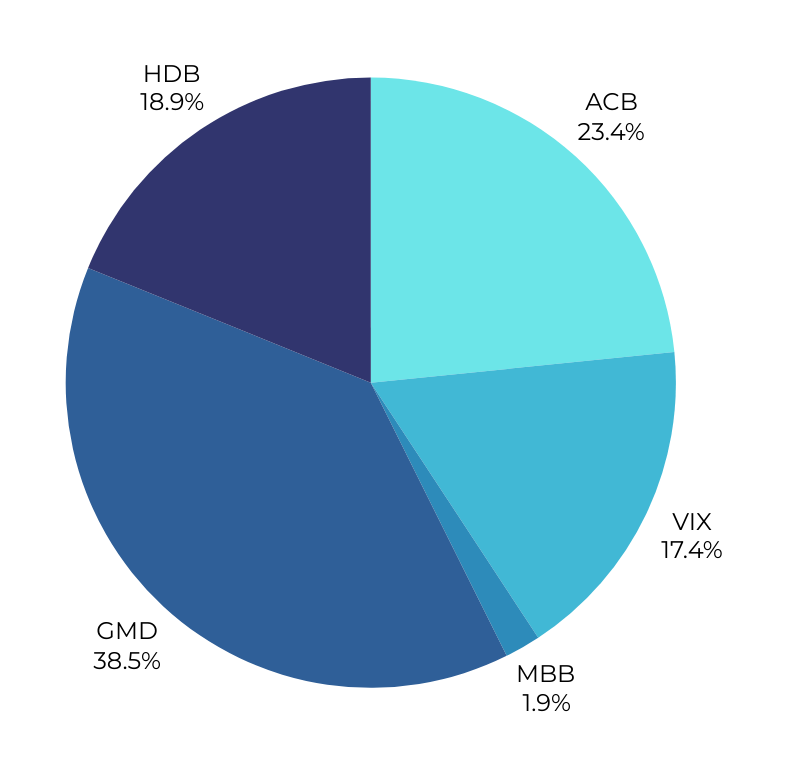 HDB
18.9%
ACB
23.4%
VIX
17.4%
GMD
38.5%
MBB
1.9%